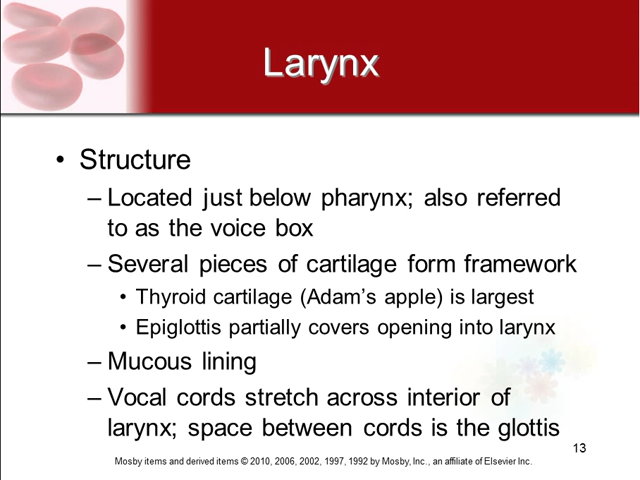 Larynx
• Structure
– Located just below pharynx; also referred
to as the voice box
– Several pieces of cartilage form framework
• Thyroid cartilage (Adam’s apple) is largest
• Epiglottis partially covers opening into larynx
– Mucous lining
– Vocal cords stretch across interior of
larynx; space between cords is the glottis
13
Mosby items and derived items © 2010, 2006, 2002, 1997, 1992 by Mosby, Inc., an affiliate of Elsevier Inc.